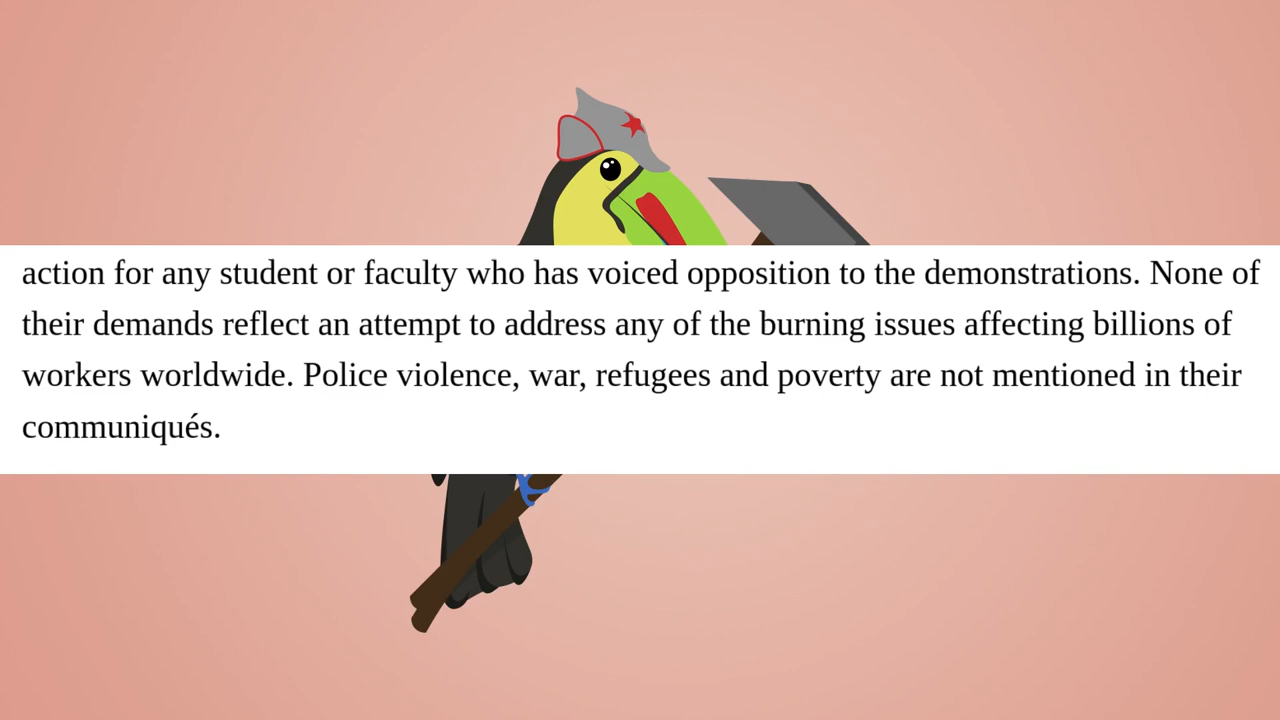 action for any student or faculty who has voiced opposition to the demonstrations. None of
their demands reflect an attempt to address any of the burning issues affecting billions of
workers worldwide. Police violence, war, refugees and poverty are not mentioned in their
communiqués.